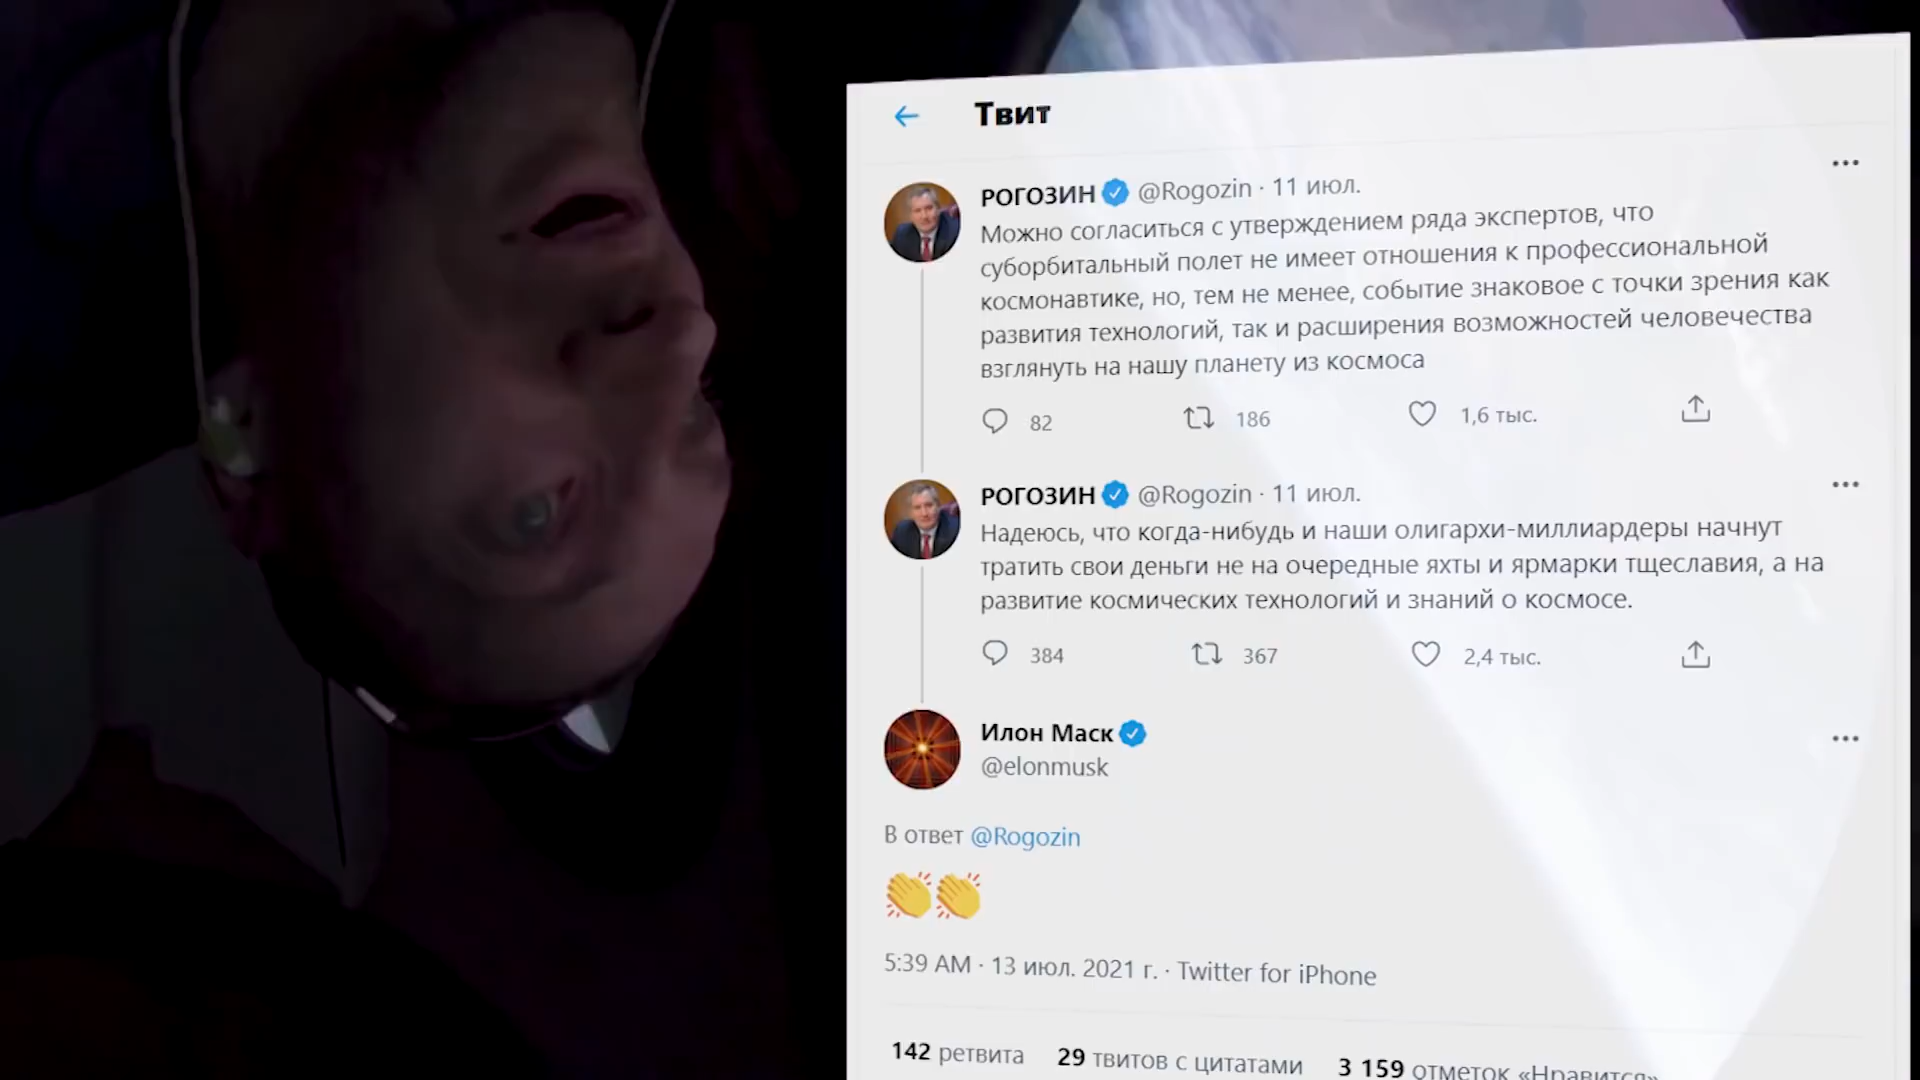 Твит
РОГОЗИН @Rogozin · 11 июл.
Можно согласиться с утверждением ряда экспертов, что
суборбитальный полет не имеет отношения к профессиональной
космонавтике, но, тем не менее, событие знаковое с точки зрения как
развития технологий, так и расширения возможностей человечества
взглянуть на нашу планету из космоса
82 186 1,6 тыс.
РОГОЗИН @Rogozin · 11 июл.
Надеюсь, что когда-нибудь и наши олигархи-миллиардеры начнут
тратить свои деньги не на очередные яхты и ярмарки тщеславия, а на
развитие космических технологий и знаний о космосе.
384 367 2,4 тыс.
Илон Маск
@elonmusk
В ответ @Rogozin
👏👏
5:39 AM · 13 июл. 2021 г. · Twitter for iPhone
142 ретвита 29 твитов с цитатами 3 159 отметок «Нравится»